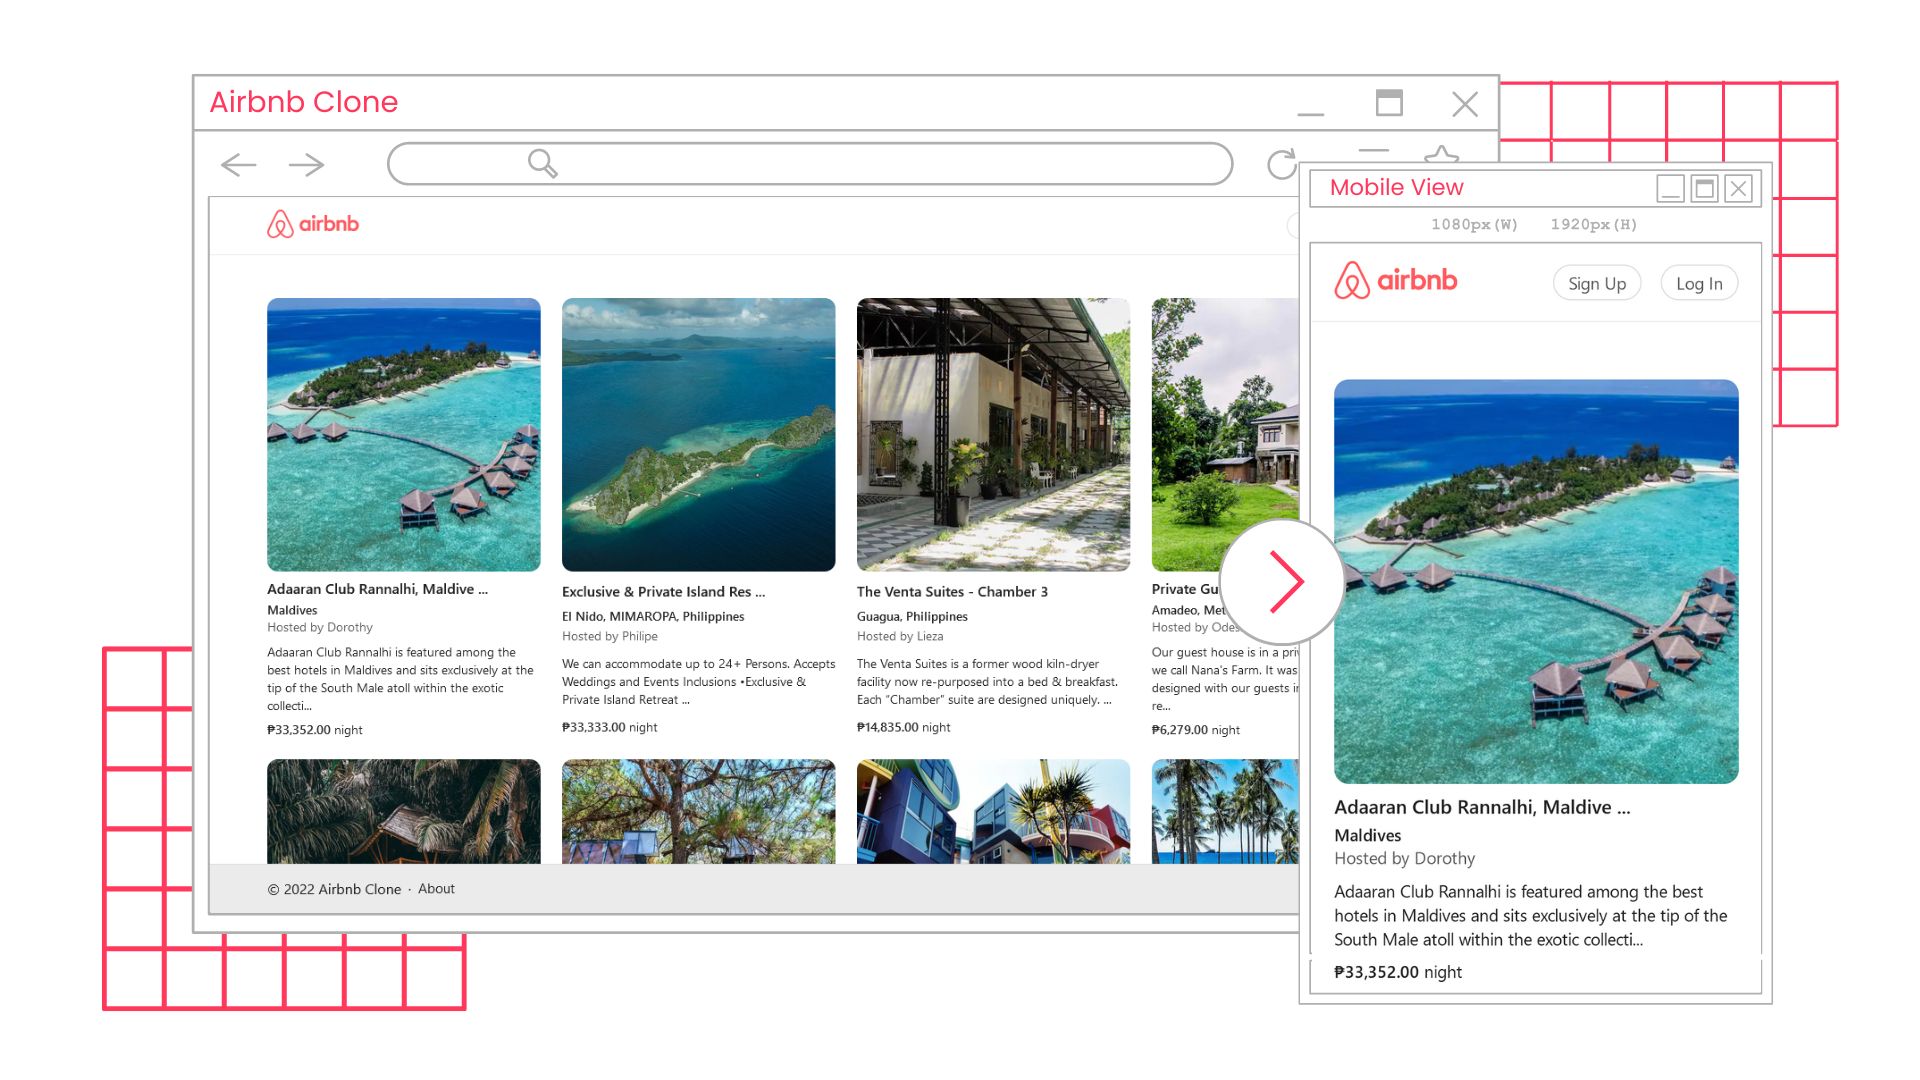 Airbnb Clone
airbnb
Adaaran Club Rannalhi, Maldive ...
Maldives
Hosted by Dorothy
Adaaran Club Rannalhi is featured among the
best hotels in Maldives and sits exclusively at the
tip of the South Male atoll within the exotic
collecti...
₱33,352.00 night
Exclusive & Private Island Res ...
El Nido, MIMAROPA, Philippines
Hosted by Philipe
We can accommodate up to 24+ Persons. Accepts
Weddings and Events Inclusions •Exclusive &
Private Island Retreat ...
₱33,333.00 night
The Venta Suites - Chamber 3
Guagua, Philippines
Hosted by Lieza
The Venta Suites is a former wood kiln-dryer
facility now re-purposed into a bed & breakfast.
Each "Chamber" suite are designed uniquely. ...
₱14,835.00 night
Private Gu
Amadeo, Met
Hosted by Odes
Our guest house is in a pri
we call Nana's Farm. It was
designed with our guests i
re...
₱6,279.00 night
© 2022 Airbnb Clone · About
Mobile View
1080px(W) 1920px(H)
airbnb
Sign Up
Log In
Adaaran Club Rannalhi, Maldive ...
Maldives
Hosted by Dorothy
Adaaran Club Rannalhi is featured among the best
hotels in Maldives and sits exclusively at the tip of the
South Male atoll within the exotic collecti...
₱33,352.00 night